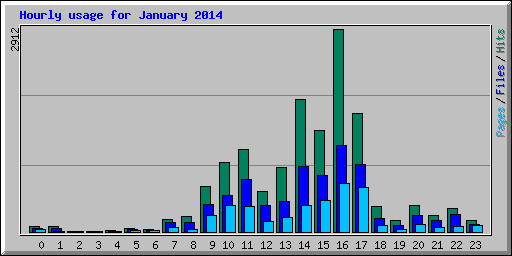 Hourly usage for January 2014
2912
Pages/Files/Hits
0 1 2 3 4 5 6 7 8 9 10 11 12 13 14 15 16 17 18 19 20 21 22 23